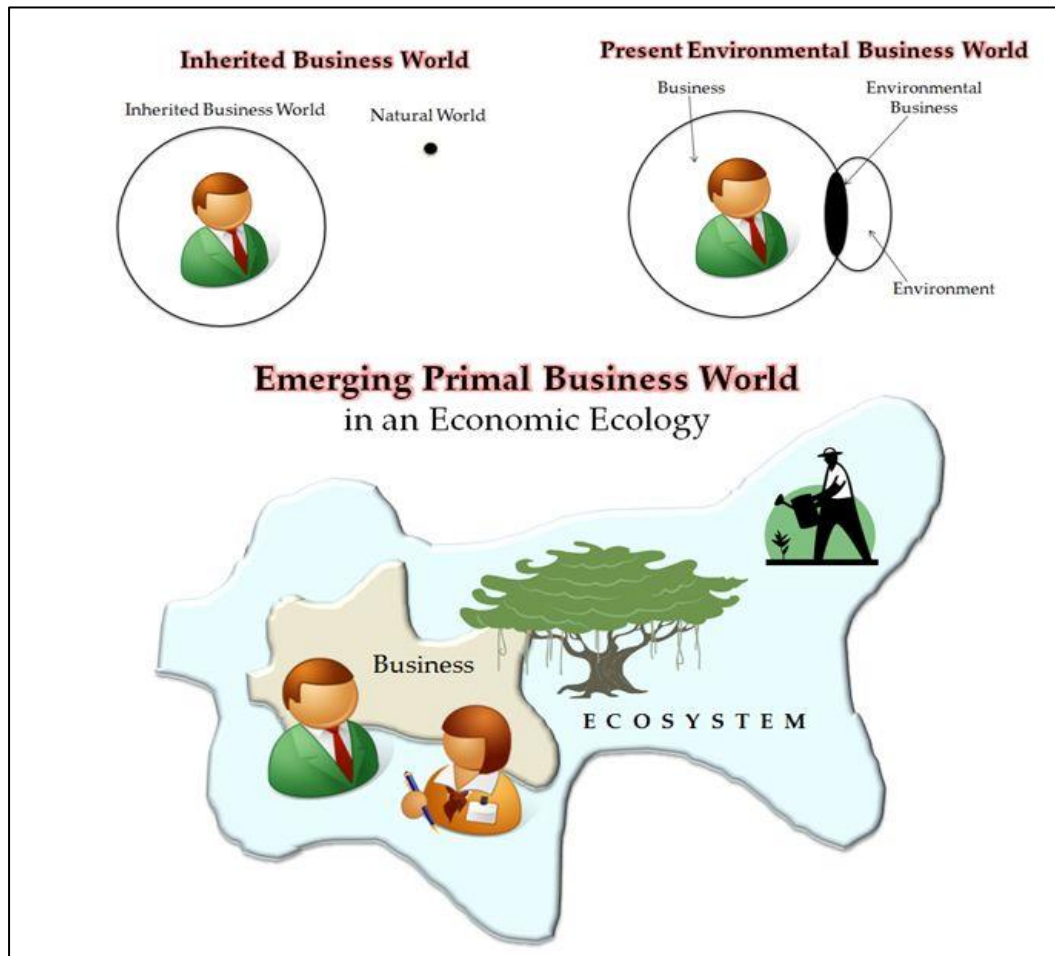 Inherited Business World
Inherited Business World
Natural World
Present Environmental Business World
Business
Environmental
Business
Environment
Emerging Primal Business World
in an Economic Ecology
Business
ECOSYSTEM